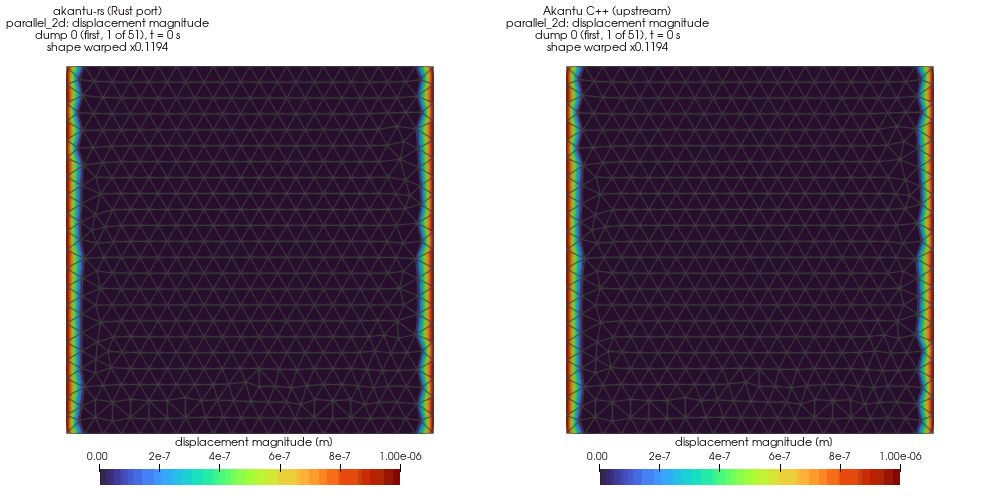 akantu-rs (Rust port)
parallel_2d: displacement magnitude
dump 0 (first, 1 of 51), t = 0 s
shape warped x0.1194
displacement magnitude [m]
0.00 2e-7 4e-7 6e-7 8e-7 1.00e-06
Akantu C++ (upstream)
parallel_2d: displacement magnitude
dump 0 (first, 1 of 51), t = 0 s
shape warped x0.1194
displacement magnitude [m]
0.00 2e-7 4e-7 6e-7 8e-7 1.00e-06